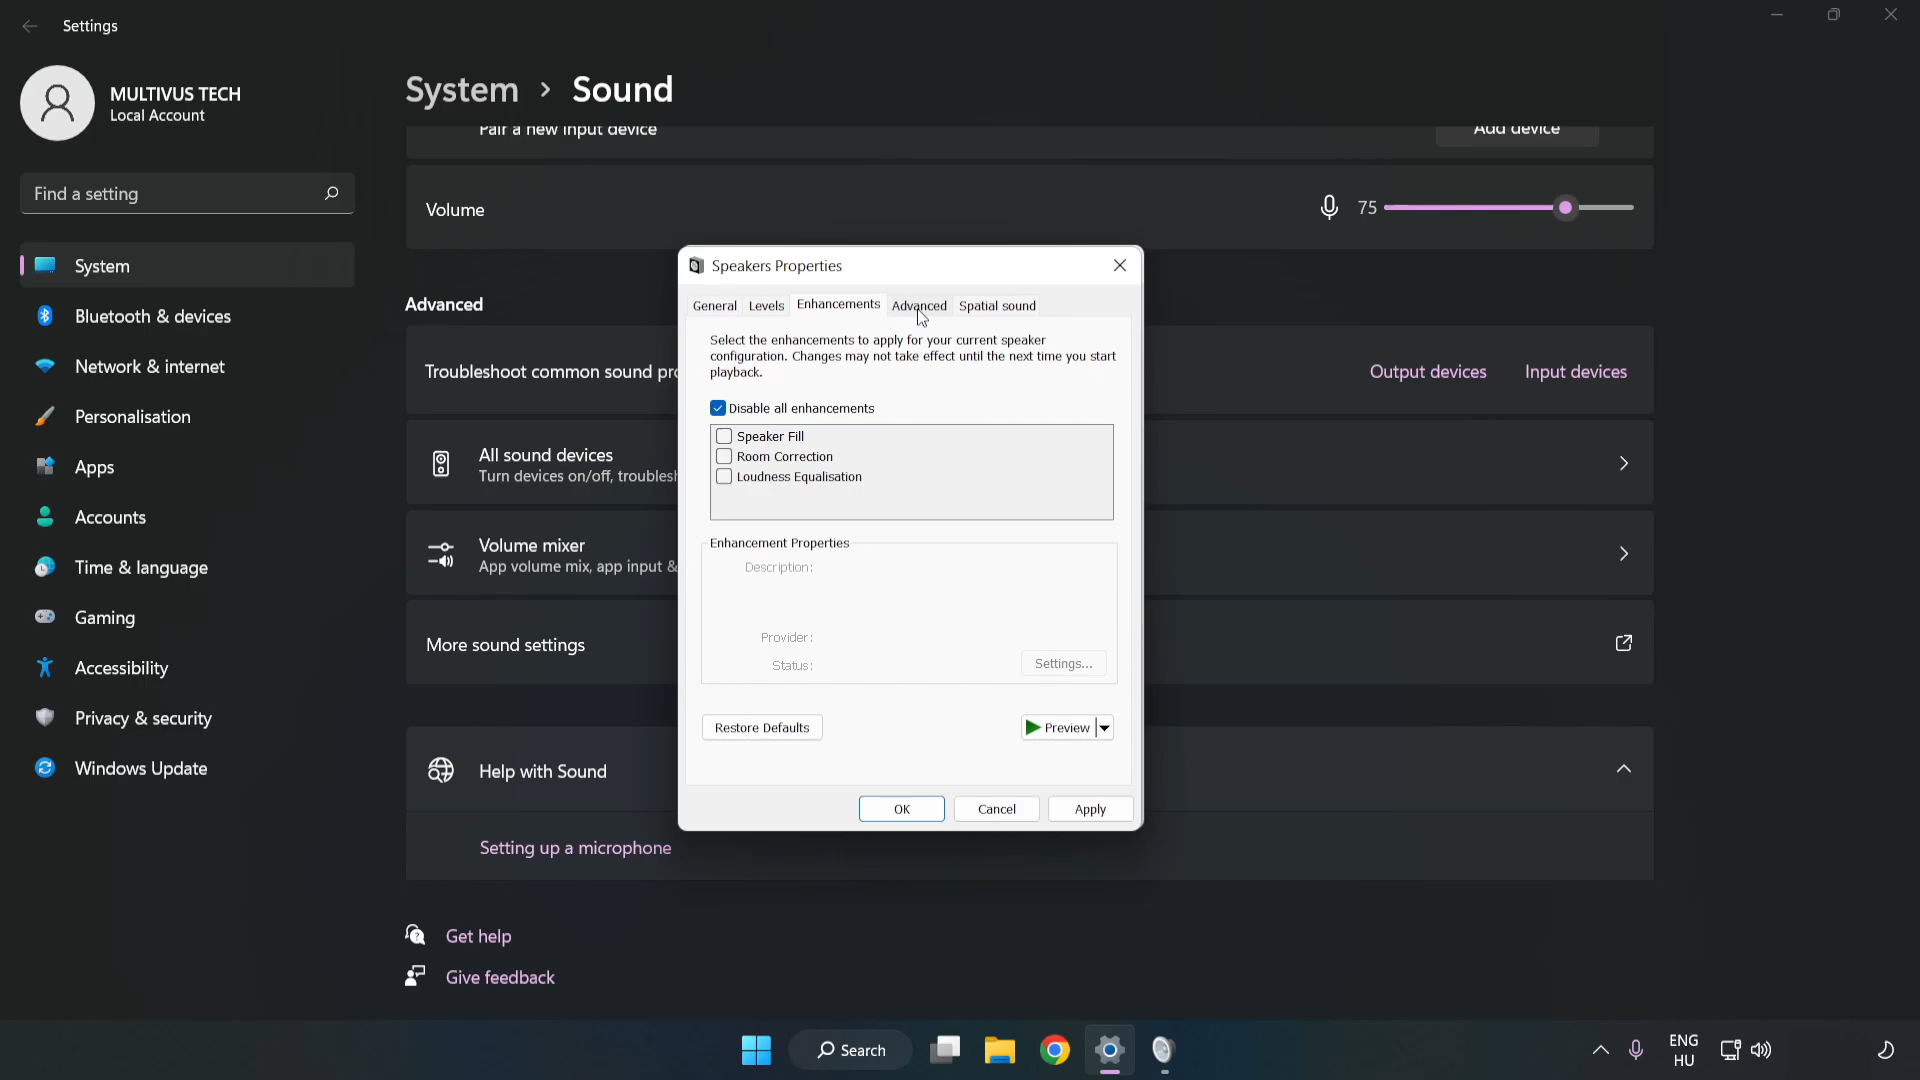 Settings
MULTIVUS TECH
Local Account
Find a setting
System
Bluetooth & devices
Network & internet
Personalisation
Apps
Accounts
Time & language
Gaming
Accessibility
Privacy & security
Windows Update
System > Sound
Pair a new input device
Add device
Volume
75
Advanced
Troubleshoot common sound pro
Output devices
Input devices
All sound devices
Turn devices on/off, troublesh
Volume mixer
App volume mix, app input &
More sound settings
Help with Sound
Setting up a microphone
Get help
Give feedback
Speakers Properties
General
Levels
Enhancements
Advanced
Spatial sound
Select the enhancements to apply for your current speaker
configuration. Changes may not take effect until the next time you start
playback.
Disable all enhancements
Speaker Fill
Room Correction
Loudness Equalisation
Enhancement Properties
Description:
Provider:
Status:
Settings...
Restore Defaults
Preview
OK
Cancel
Apply
Search
ENG
HU